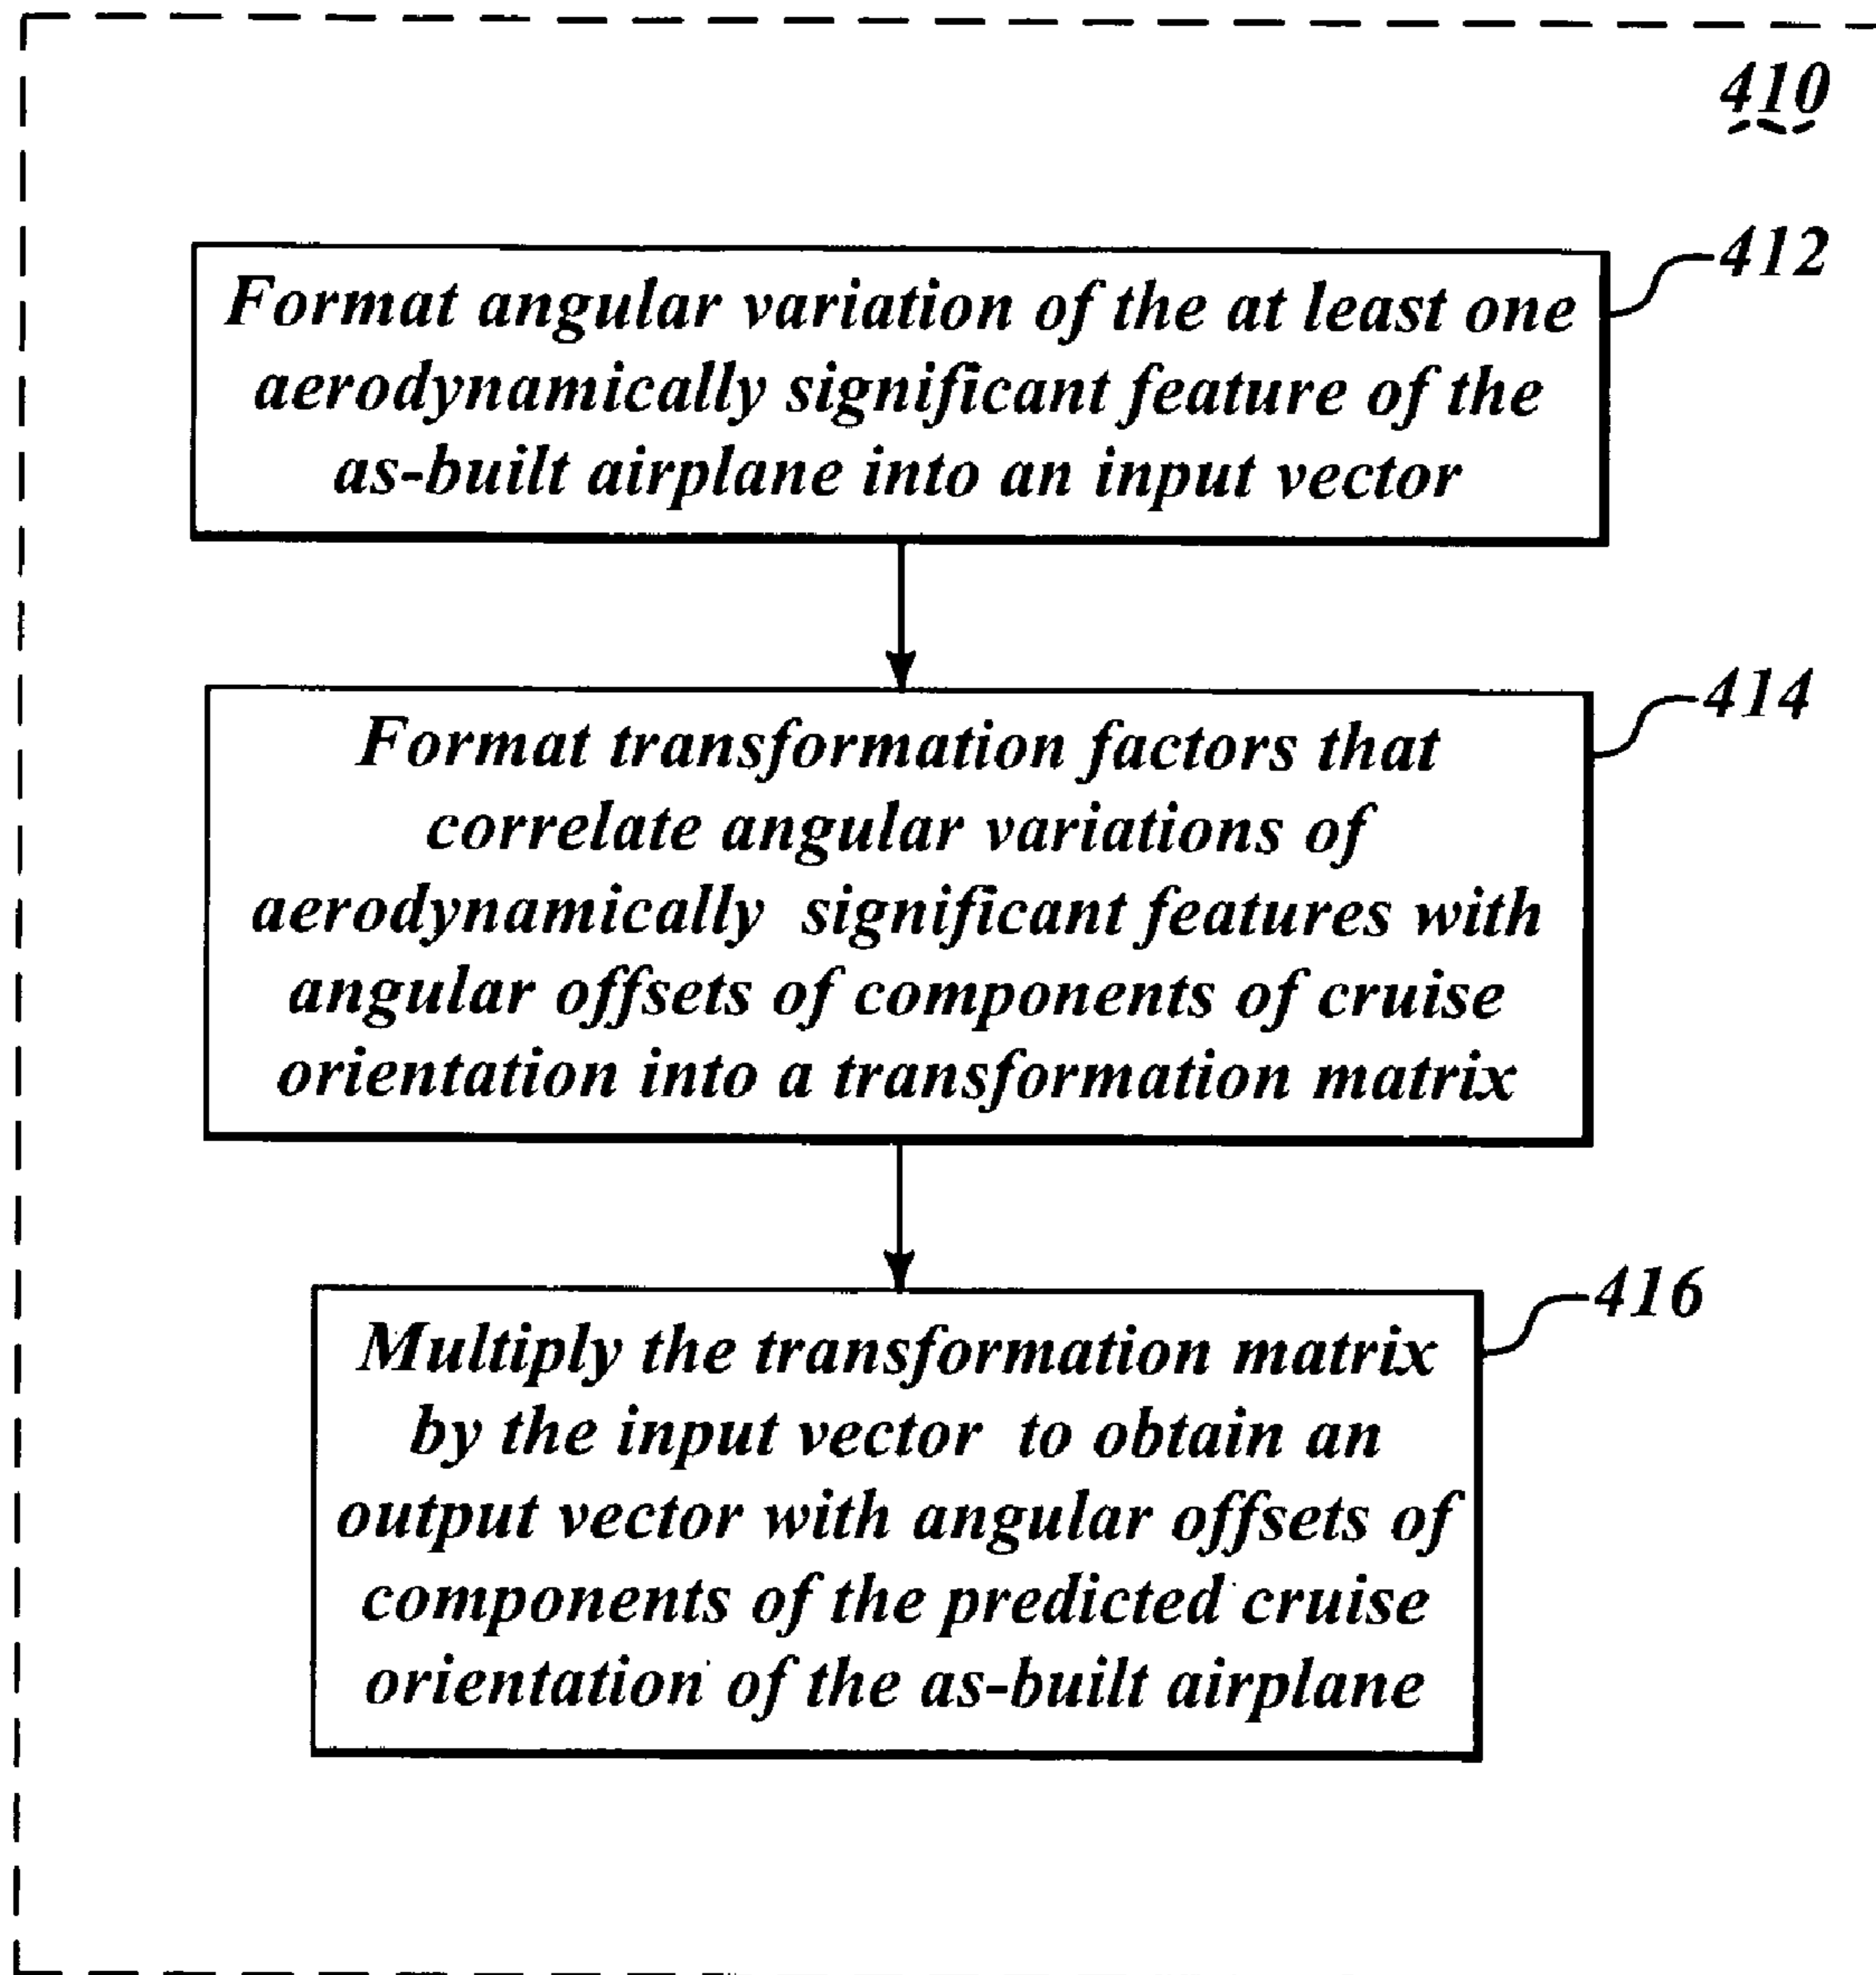 410
412
Format angular variation of the at least one
aerodynamically significant feature of the
as-built airplane into an input vector
414
Format transformation factors that
correlate angular variations of
aerodynamically significant features with
angular offsets of components of cruise
orientation into a transformation matrix
416
Multiply the transformation matrix
by the input vector to obtain an
output vector with angular offsets of
components of the predicted cruise
orientation of the as-built airplane